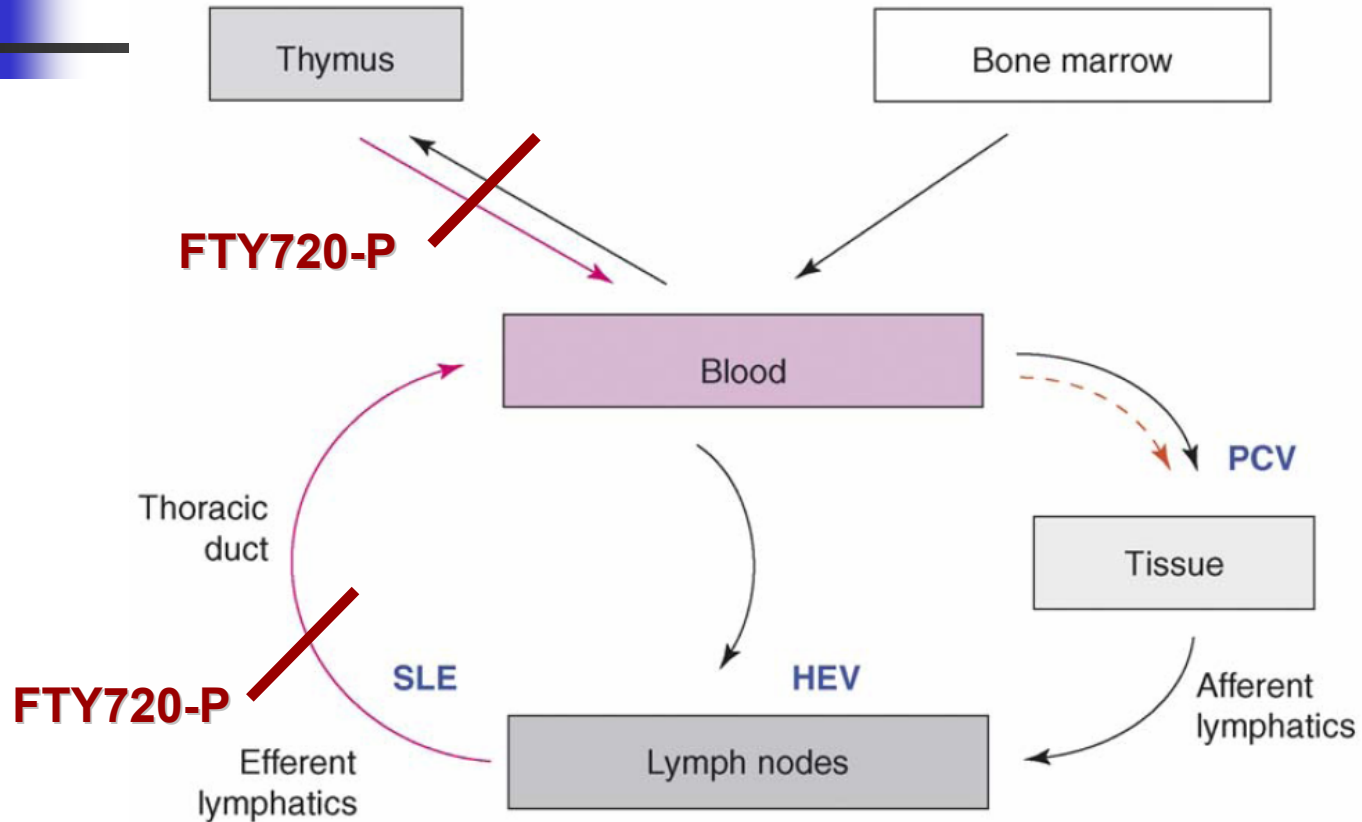 Thymus
Bone marrow
FTY720-P
Blood
PCV
Thoracic
duct
Tissue
SLE
HEV
FTY720-P
Afferent
lymphatics
Efferent
lymphatics
Lymph nodes